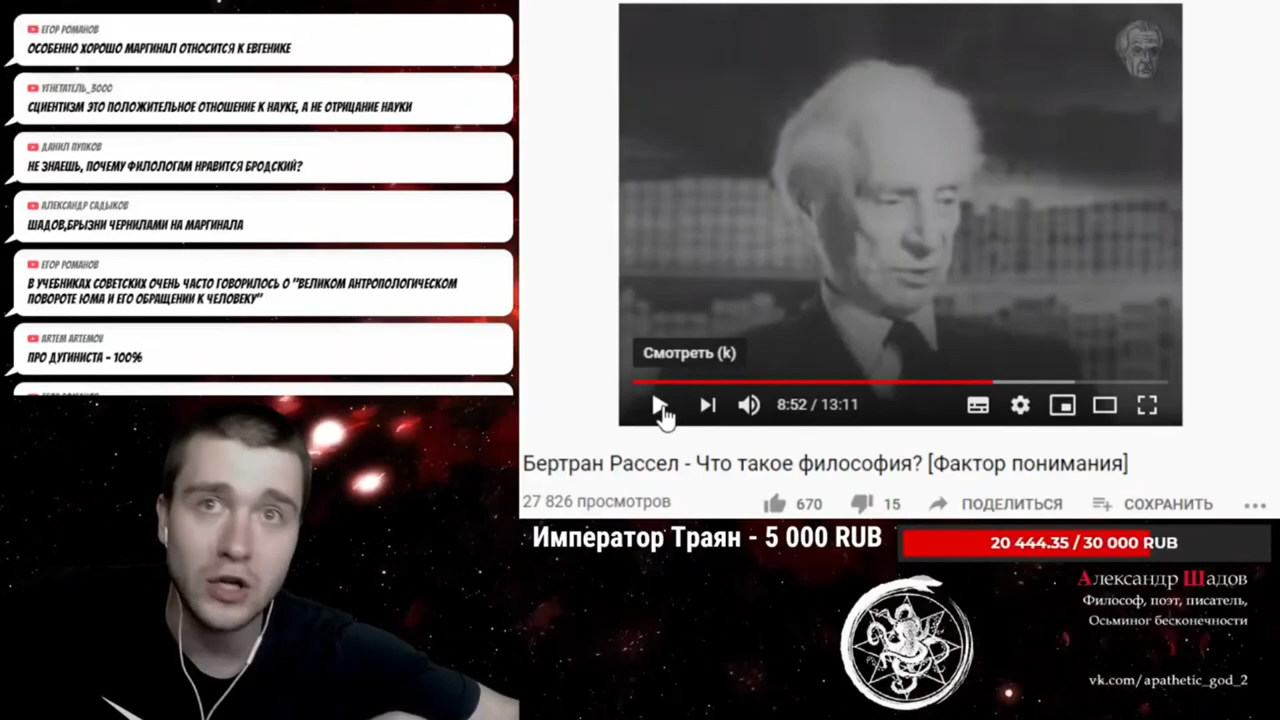 ЕГОР РОМАНОВ
ОСОБЕННО ХОРОШО МАРГИНАЛ ОТНОСИТСЯ К ЕВГЕНИКЕ
УГНЕТАТЕЛЬ_3000
СЦИЕНТИЗМ ЭТО ПОЛОЖИТЕЛЬНОЕ ОТНОШЕНИЕ К НАУКЕ, А НЕ ОТРИЦАНИЕ НАУКИ
ДАНИЛ ПУПКОВ
НЕ ЗНАЕШЬ, ПОЧЕМУ ФИЛОЛОГАМ НРАВИТСЯ БРОДСКИЙ?
АЛЕКСАНДР САДЫКОВ
ШАДОВ,БРЫЗНИ ЧЕРНИЛАМИ НА МАРГИНАЛА
ЕГОР РОМАНОВ
В УЧЕБНИКАХ СОВЕТСКИХ ОЧЕНЬ ЧАСТО ГОВОРИЛОСЬ О "ВЕЛИКОМ АНТРОПОЛОГИЧЕСКОМ
ПОВОРОТЕ ЮМА И ЕГО ОБРАЩЕНИИ К ЧЕЛОВЕКУ"
ARTEM ARTEMOV
ПРО ДУГИНИСТА - 100%
Смотреть (k)
8:52 / 13:11
Бертран Рассел - Что такое философия? [Фактор понимания]
27 826 просмотров
670
15
ПОДЕЛИТЬСЯ
СОХРАНИТЬ
Император Траян - 5 000 RUB
20 444.35 / 30 000 RUB
Александр Шадов
Философ, поэт, писатель,
Осьминог бесконечности
vk.com/apathetic_god_2